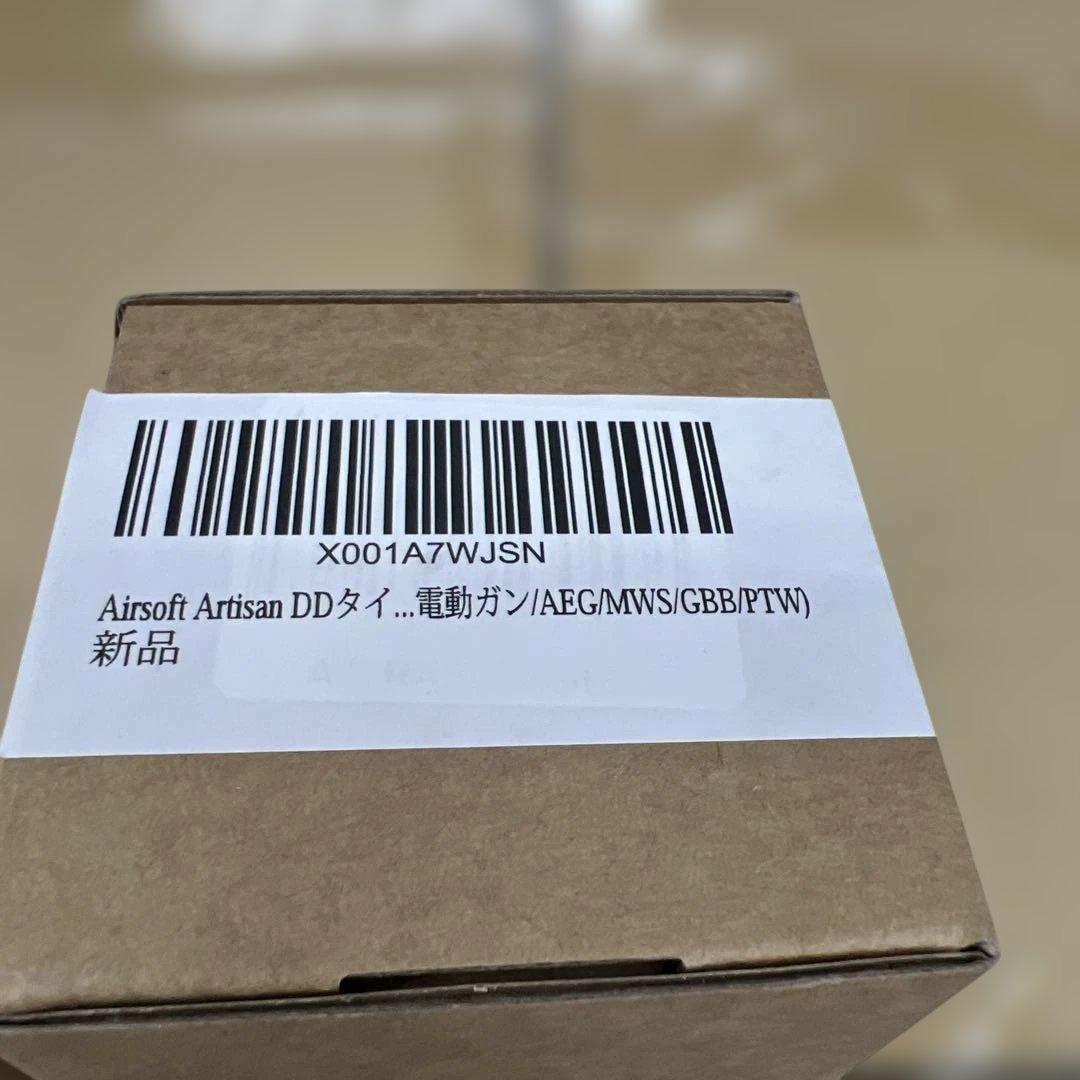 X001A7WJSN
Airsoft Artisan DDタイ...電動ガン/AEG/MWS/GBB/PTW)
新品